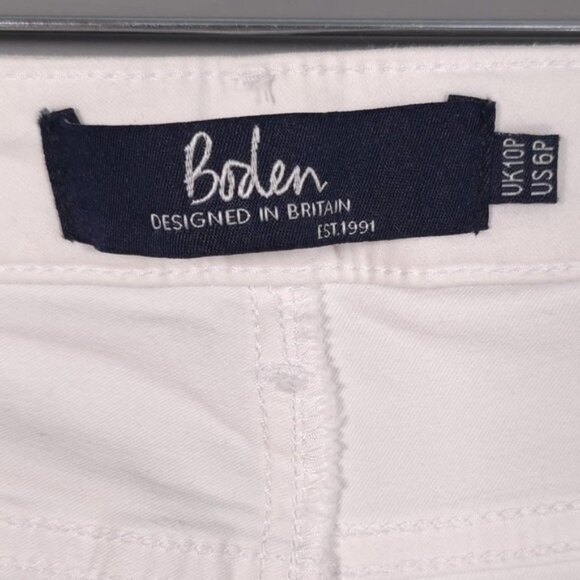 Boden
DESIGNED IN BRITAIN
EST.1991
UK10P
US 6P